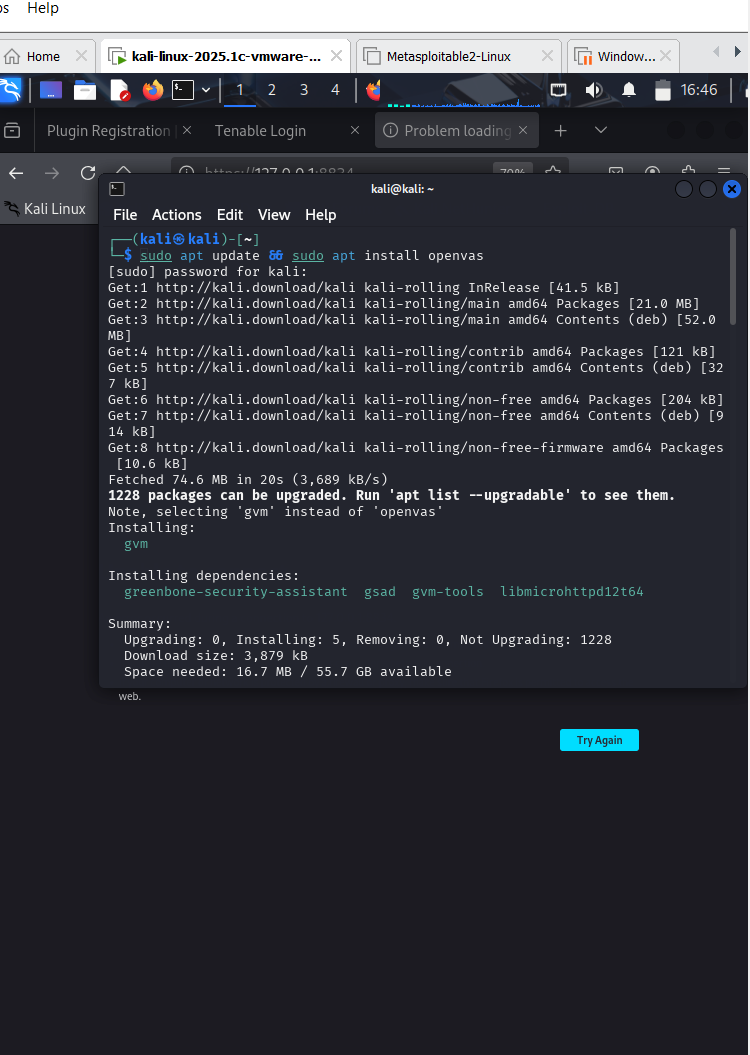 ps Help
Home
kali-linux-2025.1c-vmware-...
Metasploitable2-Linux
Window...
1 2 3 4
16:46
Plugin Registration
Tenable Login
Problem loading
https://127.0.0.1:8834
70%
Kali Linux
kali@kali: ~
File Actions Edit View Help
┌──(kali㉿kali)-[~]
└─$ sudo apt update && sudo apt install openvas
[sudo] password for kali:
Get:1 http://kali.download/kali kali-rolling InRelease [41.5 kB]
Get:2 http://kali.download/kali kali-rolling/main amd64 Packages [21.0 MB]
Get:3 http://kali.download/kali kali-rolling/main amd64 Contents (deb) [52.0
MB]
Get:4 http://kali.download/kali kali-rolling/contrib amd64 Packages [121 kB]
Get:5 http://kali.download/kali kali-rolling/contrib amd64 Contents (deb) [32
7 kB]
Get:6 http://kali.download/kali kali-rolling/non-free amd64 Packages [204 kB]
Get:7 http://kali.download/kali kali-rolling/non-free amd64 Contents (deb) [9
14 kB]
Get:8 http://kali.download/kali kali-rolling/non-free-firmware amd64 Packages
[10.6 kB]
Fetched 74.6 MB in 20s (3,689 kB/s)
1228 packages can be upgraded. Run 'apt list --upgradable' to see them.
Note, selecting 'gvm' instead of 'openvas'
Installing:
gvm
Installing dependencies:
greenbone-security-assistant gsad gvm-tools libmicrohttpd12t64
Summary:
Upgrading: 0, Installing: 5, Removing: 0, Not Upgrading: 1228
Download size: 3,879 kB
Space needed: 16.7 MB / 55.7 GB available
web.
Try Again